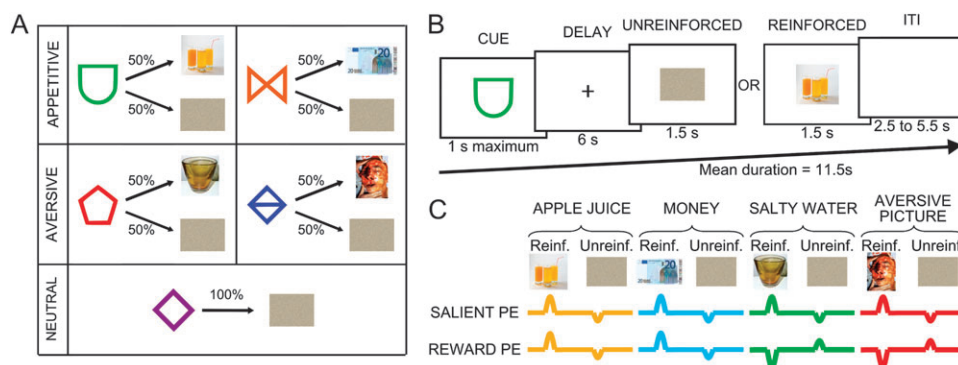 A
APPETITIVE
50%
50%
50%
20
50%
AVERSIVE
50%
50%
50%
50%
NEUTRAL
100%
B
CUE
DELAY
UNREINFORCED
REINFORCED
ITI
+
OR
1 s maximum
6 s
1.5 s
1.5 s
2.5 to 5.5 s
Mean duration = 11.5s
C
APPLE JUICE
MONEY
SALTY WATER
AVERSIVE
PICTURE
Reinf. Unreinf. Reinf. Unreinf. Reinf. Unreinf. Reinf. Unreinf.
SALIENT PE
REWARD PE